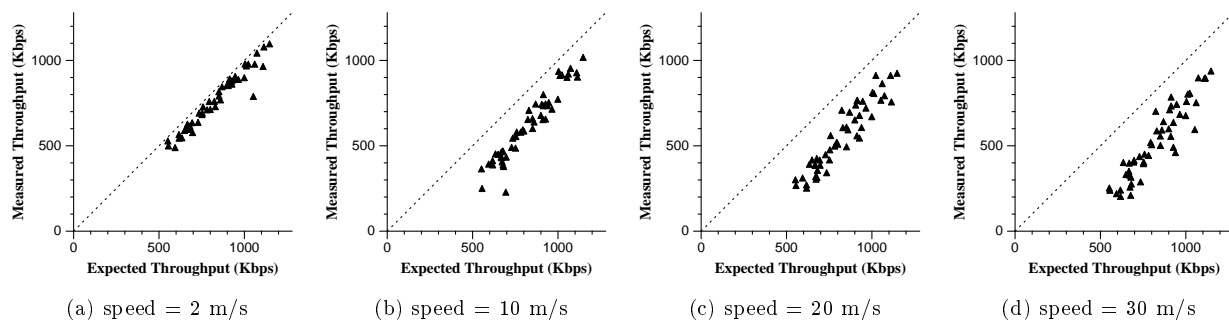 Measured Throughput (Kbps)
1000
500
0
0 500 1000
Expected Throughput (Kbps)
(a) speed = 2 m/s
Measured Throughput (Kbps)
1000
500
0
0 500 1000
Expected Throughput (Kbps)
(b) speed = 10 m/s
Measured Throughput (Kbps)
1000
500
0
0 500 1000
Expected Throughput (Kbps)
(c) speed = 20 m/s
Measured Throughput (Kbps)
1000
500
0
0 500 1000
Expected Throughput (Kbps)
(d) speed = 30 m/s